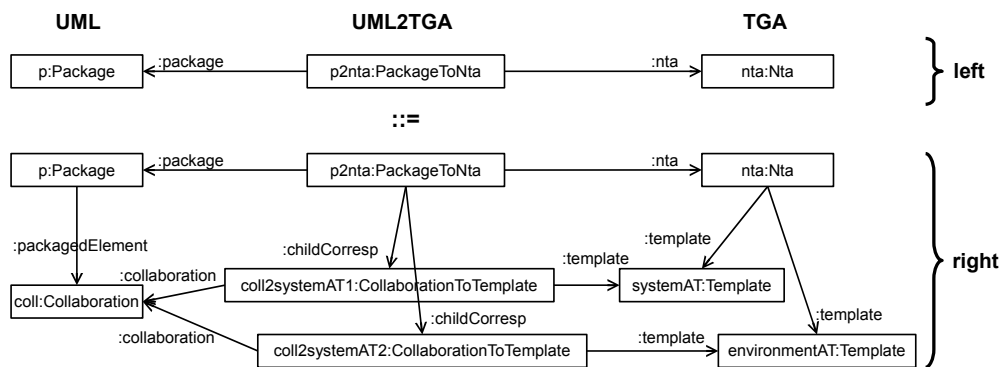 UML UML2TGA TGA
:package :nta
p:Package p2nta:PackageToNta nta:Nta
left
::=
:package :nta
p:Package p2nta:PackageToNta nta:Nta
:packagedElement :childCorresp :template
:collaboration :template right
coll:Collaboration coll2systemAT1:CollaborationToTemplate systemAT:Template
:childCorresp :template
:collaboration :template
coll2systemAT2:CollaborationToTemplate environmentAT:Template